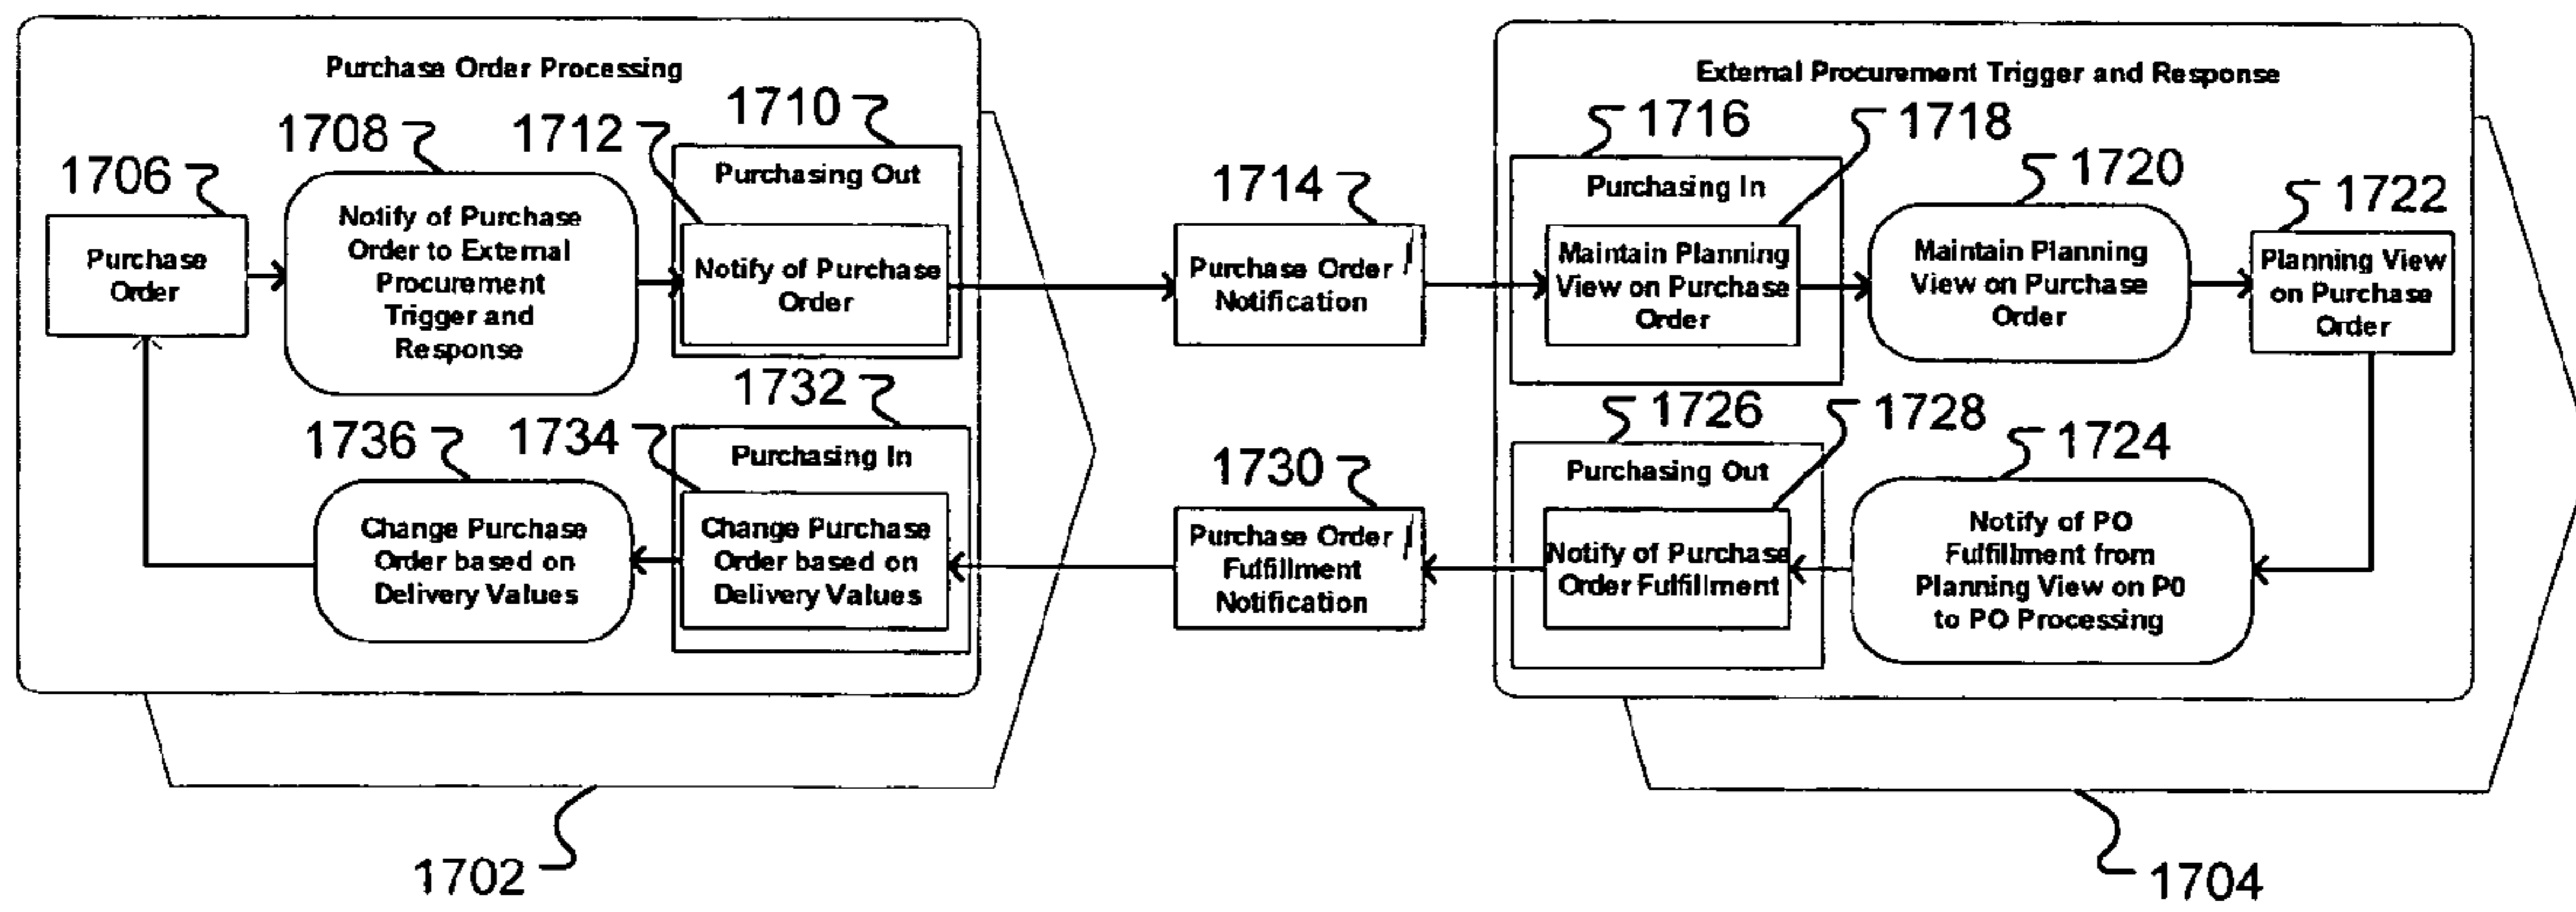 Purchase Order Processing
1710
1708
1712
1706
Purchasing Out
Purchase
Order
Notify of Purchase
Order to External
Procurement
Trigger and
Response
Notify of Purchase
Order
1714
Purchase Order
Notification
External Procurement Trigger and Response
1716
1718
1720
1722
Purchasing In
Maintain Planning
View on Purchase
Order
Maintain Planning
View on Purchase
Order
Planning View
on Purchase
Order
1732
1736
1734
Purchasing In
Change Purchase
Order based on
Delivery Values
Change Purchase
Order based on
Delivery Values
1730
Purchase Order
Fulfillment
Notification
1726
1728
1724
Purchasing Out
Notify of Purchase
Order Fulfillment
Notify of PO
Fulfillment from
Planning View on P0
to PO Processing
1702
1704